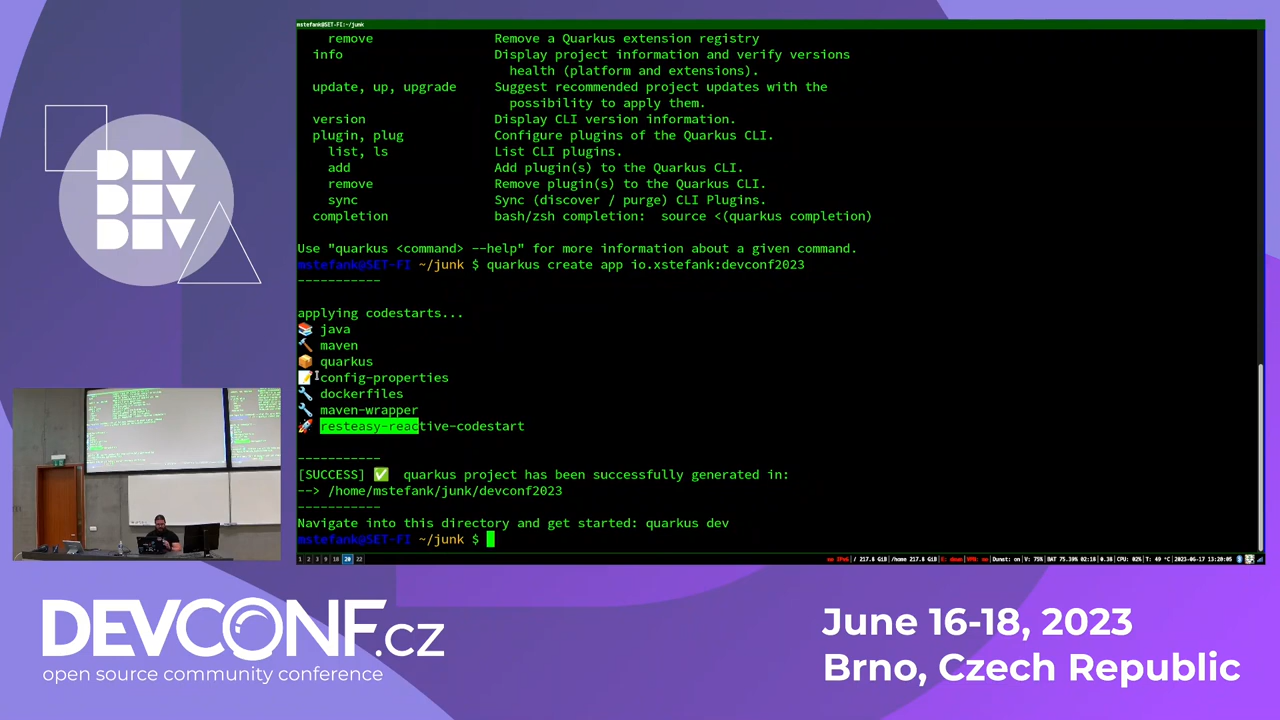 mstefank@SET-FI:~/junk
remove Remove a Quarkus extension registry
info Display project information and verify versions
health (platform and extensions).
update, up, upgrade Suggest recommended project updates with the
possibility to apply them.
version Display CLI version information.
plugin, plug Configure plugins of the Quarkus CLI.
list, ls List CLI plugins.
add Add plugin(s) to the Quarkus CLI.
remove Remove plugin(s) to the Quarkus CLI.
sync Sync (discover / purge) CLI Plugins.
completion bash/zsh completion: source <(quarkus completion)
Use "quarkus <command> --help" for more information about a given command.
mstefank@SET-FI ~/junk $ quarkus create app io.xstefank:devconf2023
-----------
applying codestarts...
📚 java
🔨 maven
📦 quarkus
📝 config-properties
🔧 dockerfiles
🔧 maven-wrapper
🚀 resteasy-reactive-codestart
-----------
[SUCCESS] ✅ quarkus project has been successfully generated in:
--> /home/mstefank/junk/devconf2023
-----------
Navigate into this directory and get started: quarkus dev
mstefank@SET-FI ~/junk $
DEV
DEV
DEV
DEVCONF.cz
open source community conference
June 16-18, 2023
Brno, Czech Republic